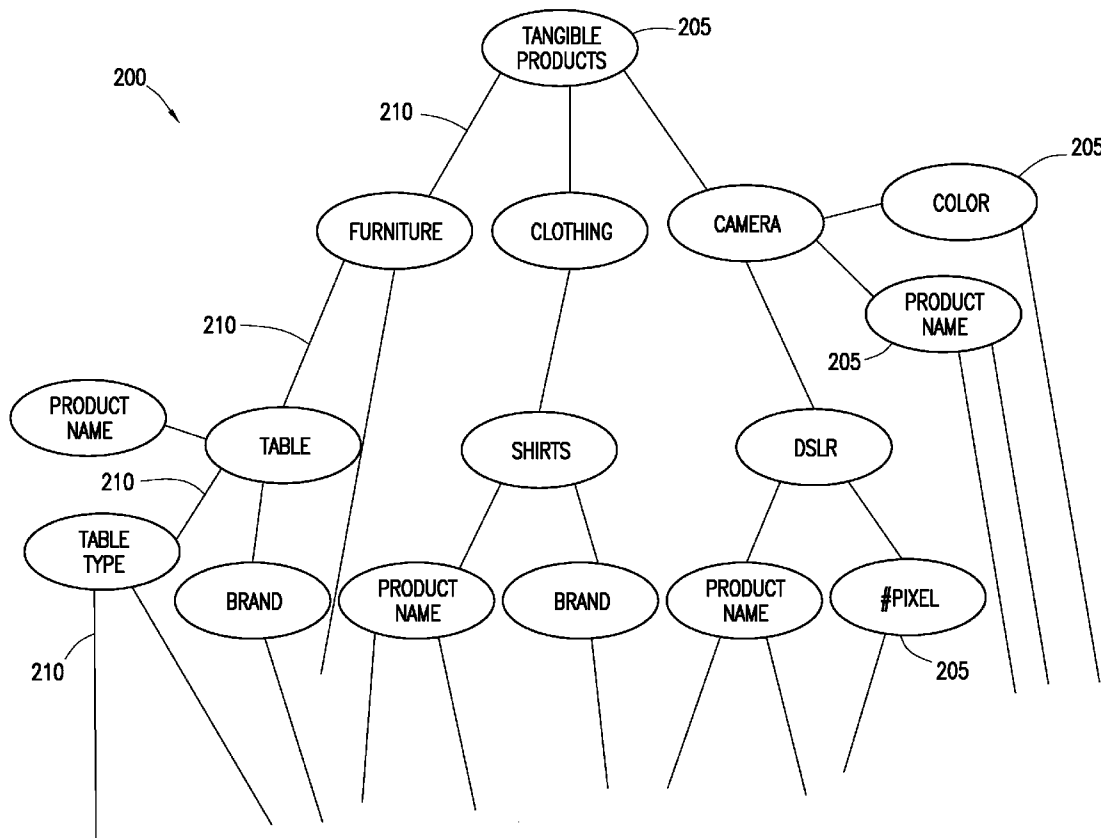 TANGIBLE
PRODUCTS
205
200
210
205
FURNITURE
CLOTHING
CAMERA
COLOR
PRODUCT
NAME
210
205
PRODUCT
NAME
TABLE
SHIRTS
DSLR
210
TABLE
TYPE
BRAND
PRODUCT
NAME
BRAND
PRODUCT
NAME
#PIXEL
210
205